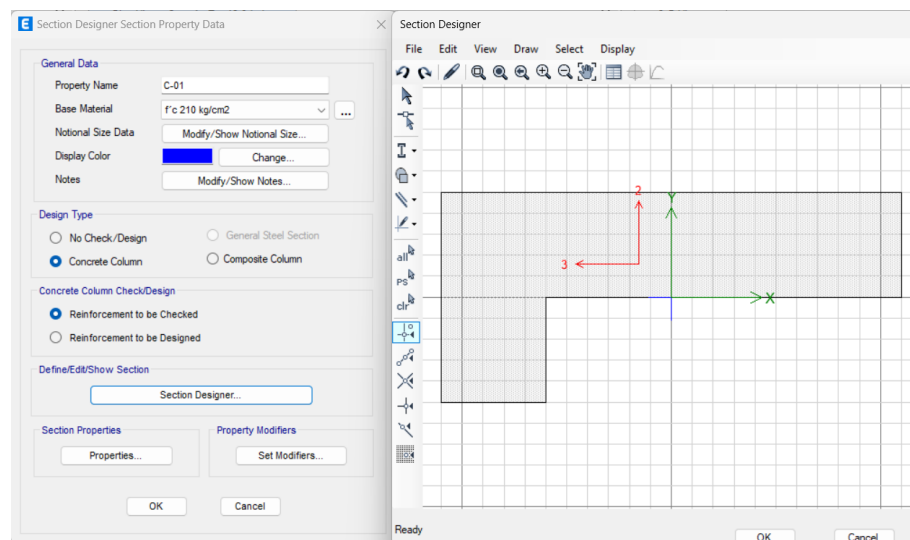 E Section Designer Section Property Data
General Data
Property Name C-01
Base Material f'c 210 kg/cm2 ...
Notional Size Data Modify/Show Notional Size...
Display Color Change...
Notes Modify/Show Notes...
Design Type
No Check/Design General Steel Section
Concrete Column Composite Column
Concrete Column Check/Design
Reinforcement to be Checked
Reinforcement to be Designed
Define/Edit/Show Section
Section Designer...
Section Properties Property Modifiers
Properties... Set Modifiers...
OK Cancel
Section Designer
File Edit View Draw Select Display
all
PS
clr
2
Y
3
X
Ready
OK Cancel